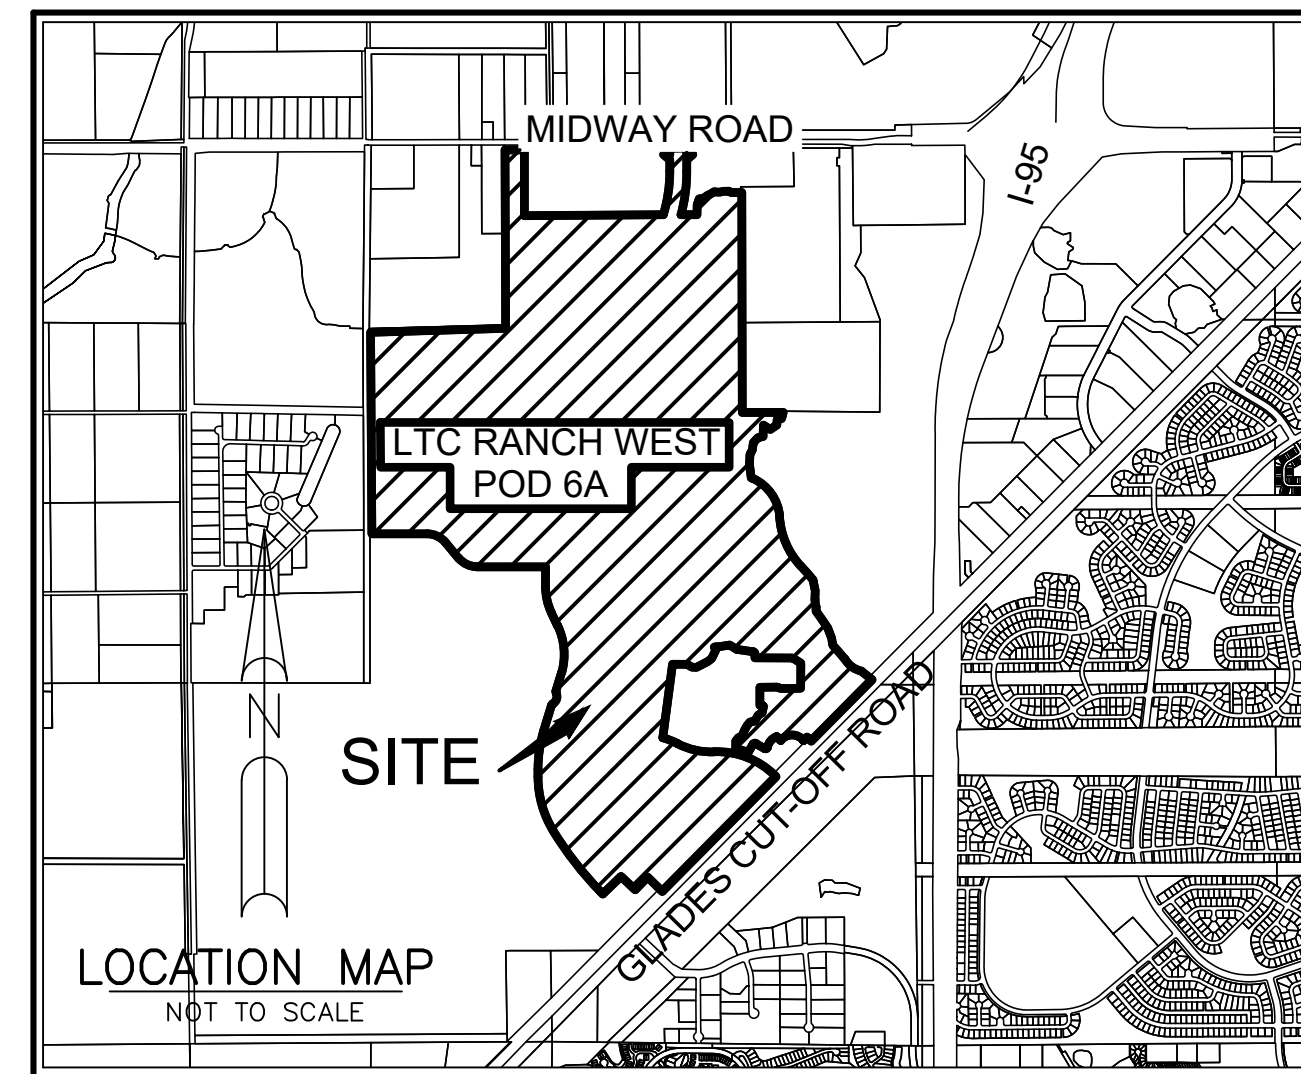 MIDWAY ROAD
I-95
LTC RANCH WEST
POD 6A
N
SITE
GLADES CUT-OFF ROAD
LOCATION MAP
NOT TO SCALE